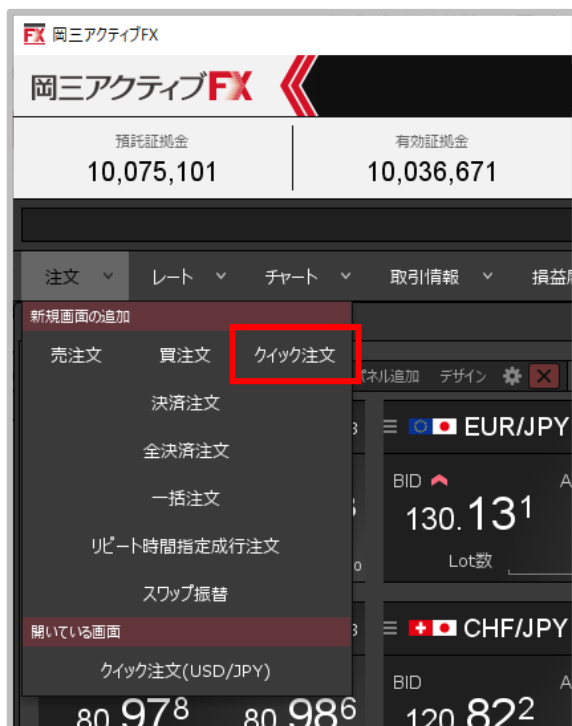 FX 岡三アクティブFX
岡三アクティブFX
預託証拠金 有効証拠金
10,075,101 10,036,671
注文 レート チャート 取引情報 損益
新規画面の追加
売注文 買注文 クイック注文
ネル追加 デザイン
決済注文
EUR/JPY
全決済注文
BID A
一括注文
130.131
リピート時間指定成行注文
Lot数
スワップ振替
開いている画面
CHF/JPY
クイック注文(USD/JPY)
BID A
80.978 80.986 120.822